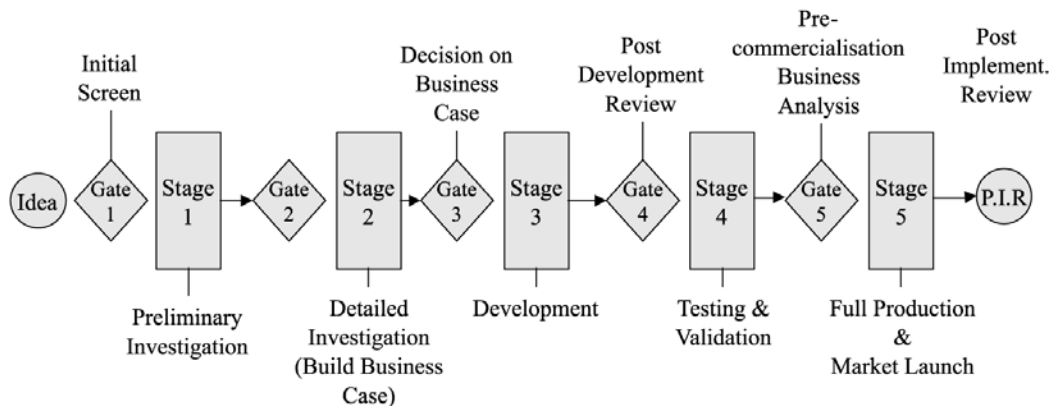 Initial
Screen
Decision on
Business
Case
Post
Development
Review
Pre-
commercialisation
Business
Analysis
Post
Implement.
Review
Idea
Gate
1
Stage
1
Gate
2
Stage
2
Gate
3
Stage
3
Gate
4
Stage
4
Gate
5
Stage
5
P.I.R
Preliminary
Investigation
Detailed
Investigation
(Build Business
Case)
Development
Testing &
Validation
Full Production
&
Market Launch